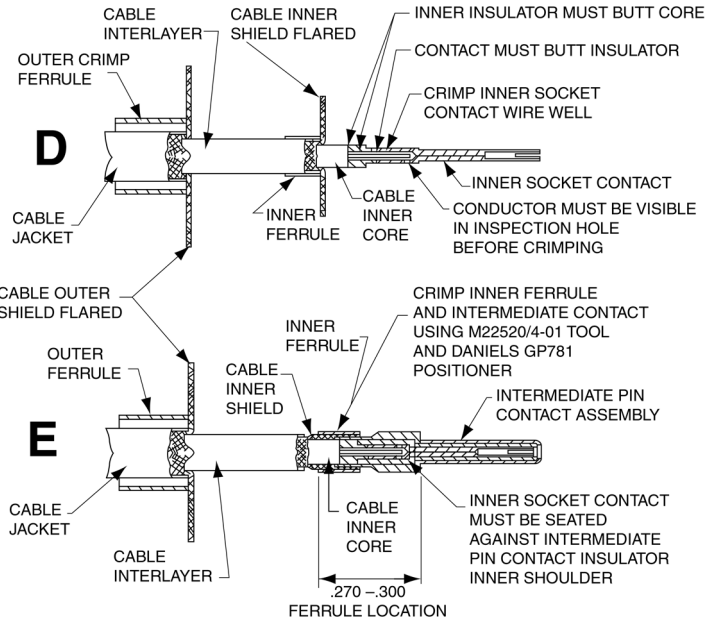 CABLE
INTERLAYER
CABLE INNER
SHIELD FLARED
INNER INSULATOR MUST BUTT CORE
CONTACT MUST BUTT INSULATOR
OUTER CRIMP
FERRULE
CRIMP INNER SOCKET
CONTACT WIRE WELL
D
INNER SOCKET CONTACT
CABLE
JACKET
INNER
FERRULE
CABLE
INNER
CORE
CONDUCTOR MUST BE VISIBLE
IN INSPECTION HOLE
BEFORE CRIMPING
CABLE OUTER
SHIELD FLARED
CRIMP INNER FERRULE
AND INTERMEDIATE CONTACT
USING M22520/4-01 TOOL
AND DANIELS GP781
POSITIONER
INNER
FERRULE
OUTER
FERRULE
CABLE
INNER
SHIELD
INTERMEDIATE PIN
CONTACT ASSEMBLY
E
CABLE
JACKET
CABLE
INNER
CORE
INNER SOCKET CONTACT
MUST BE SEATED
AGAINST INTERMEDIATE
PIN CONTACT INSULATOR
INNER SHOULDER
CABLE
INTERLAYER
.270 –.300
FERRULE LOCATION